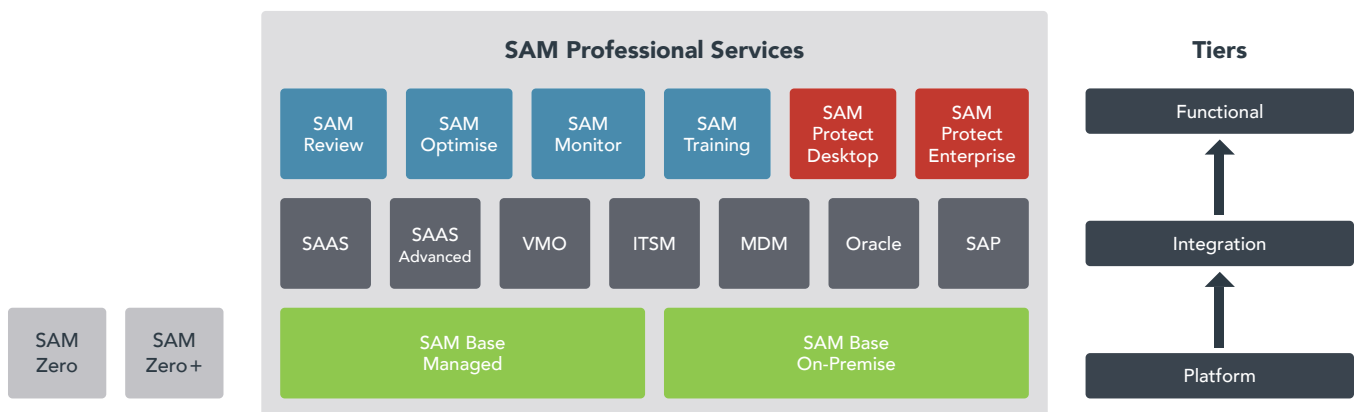 SAM Professional Services
Tiers
SAM
Review
SAM
Optimise
SAM
Monitor
SAM
Training
SAM
Protect
Desktop
SAM
Protect
Enterprise
Functional
SAAS
SAAS
Advanced
VMO
ITSM
MDM
Oracle
SAP
Integration
SAM
Zero
SAM
Zero+
SAM Base
Managed
SAM Base
On-Premise
Platform